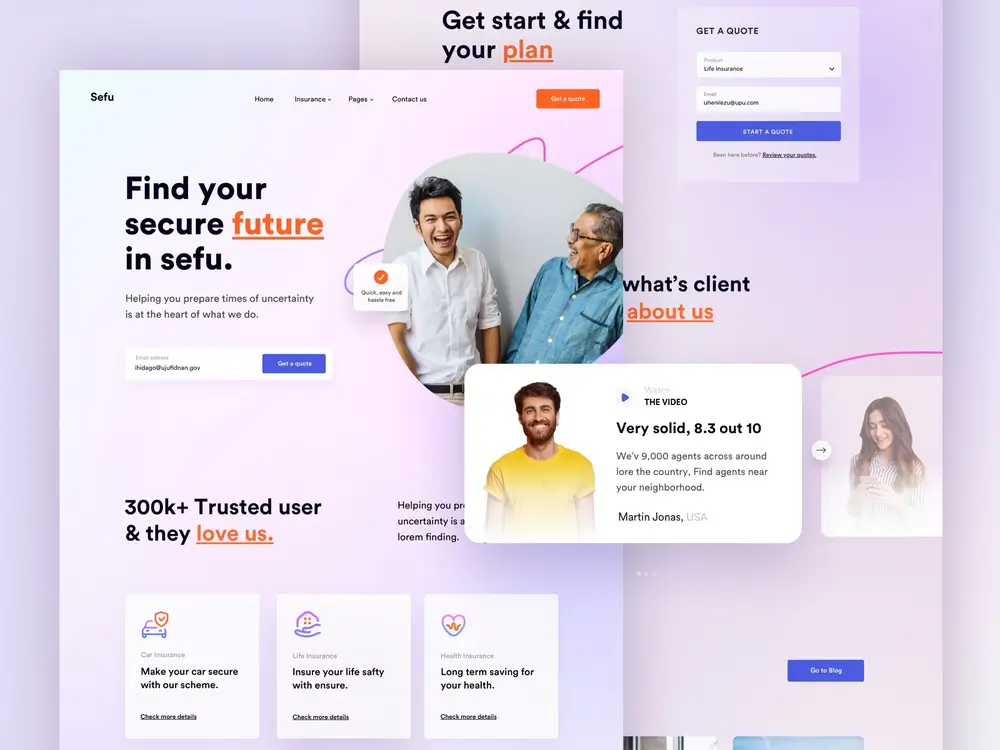 Get start & find
your plan
GET A QUOTE
Product
Life Insurance
Email
uhenilezu@upu.com
START A QUOTE
Been here before? Review your quotes.
Sefu
Home
Insurance
Pages
Contact us
Get a quote
Find your
secure future
in sefu.
Helping you prepare times of uncertainty
is at the heart of what we do.
Email address
ihidago@ujufidnan.gov
Get a quote
Quick, easy and
hassle free
what's client
about us
Watch
THE VIDEO
Very solid, 8.3 out 10
We'v 9,000 agents across around
lore the country, Find agents near
your neighborhood.
Martin Jonas, USA
300k+ Trusted user
& they love us.
Helping you pr
uncertainty is a
lorem finding.
Car Insurance
Make your car secure
with our scheme.
Check more details
Life Insurance
Insure your life safty
with ensure.
Check more details
Health Insurance
Long term saving for
your health.
Check more details
Go to Blog